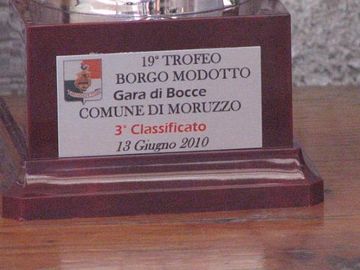 19° TROFEO
BORGO MODOTTO
Gara di Bocce
COMUNE DI MORUZZO
3° Classificato
13 Giugno 2010